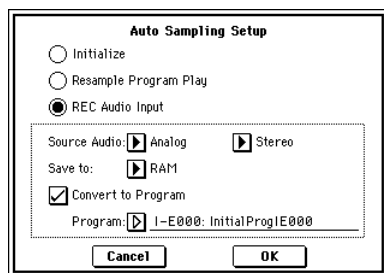 Auto Sampling Setup
Initialize
Resample Program Play
REC Audio Input
Source Audio: Analog Stereo
Save to: RAM
Convert to Program
Program: I-E000: InitialProgIE000
Cancel OK